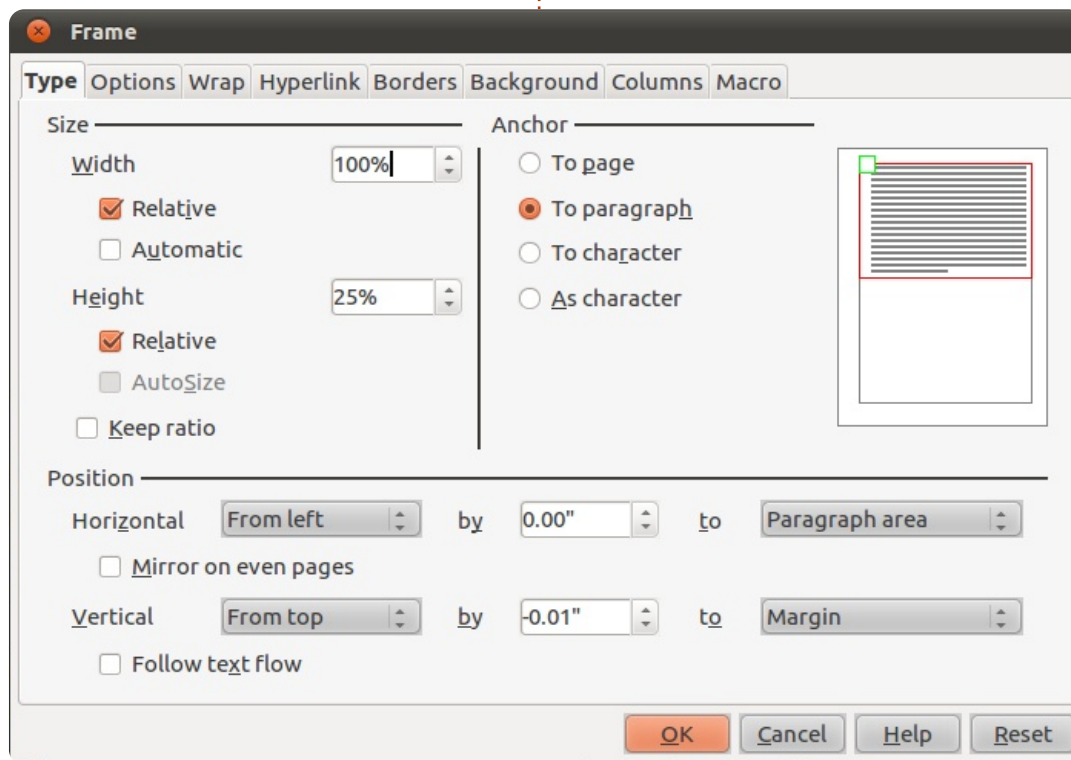 Frame
Type Options Wrap Hyperlink Borders Background Columns Macro
Size
Width 100%
Relative
Automatic
Height 25%
Relative
AutoSize
Keep ratio
Anchor
To page
To paragraph
To character
As character
Position
Horizontal From left by 0.00" to Paragraph area
Mirror on even pages
Vertical From top by -0.01" to Margin
Follow text flow
OK Cancel Help Reset